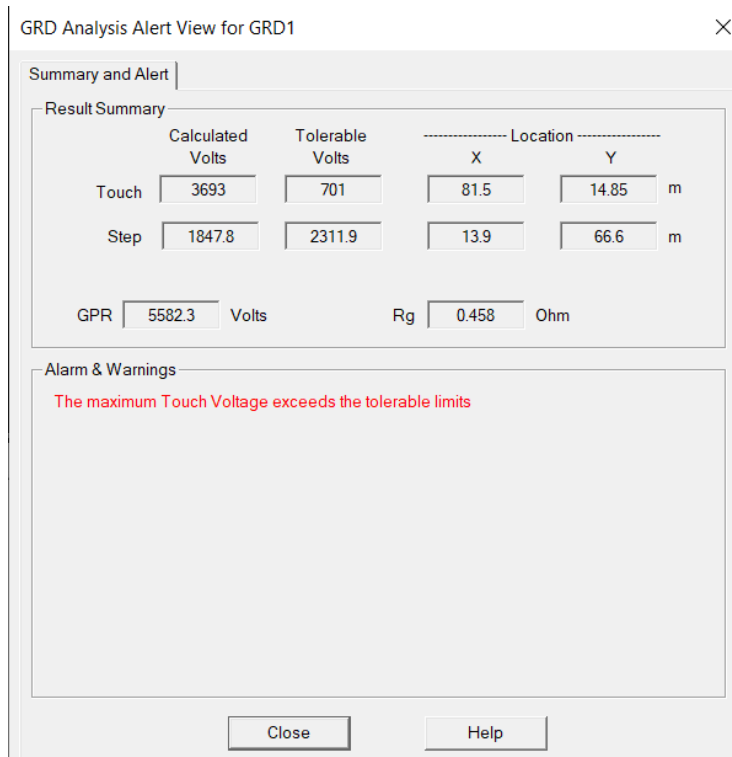 GRD Analysis Alert View for GRD1
Summary and Alert
Result Summary
Calculated Tolerable ----------------- Location -----------------
Volts Volts X Y
Touch 3693 701 81.5 14.85 m
Step 1847.8 2311.9 13.9 66.6 m
GPR 5582.3 Volts Rg 0.458 Ohm
Alarm & Warnings
The maximum Touch Voltage exceeds the tolerable limits
Close Help